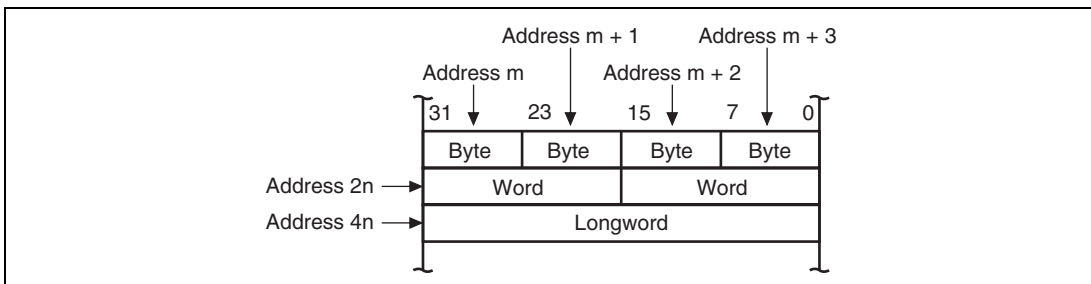 Address m + 1 Address m + 3
Address m Address m + 2
31 23 15 7 0
Byte Byte Byte Byte
Address 2n Word Word
Address 4n Longword